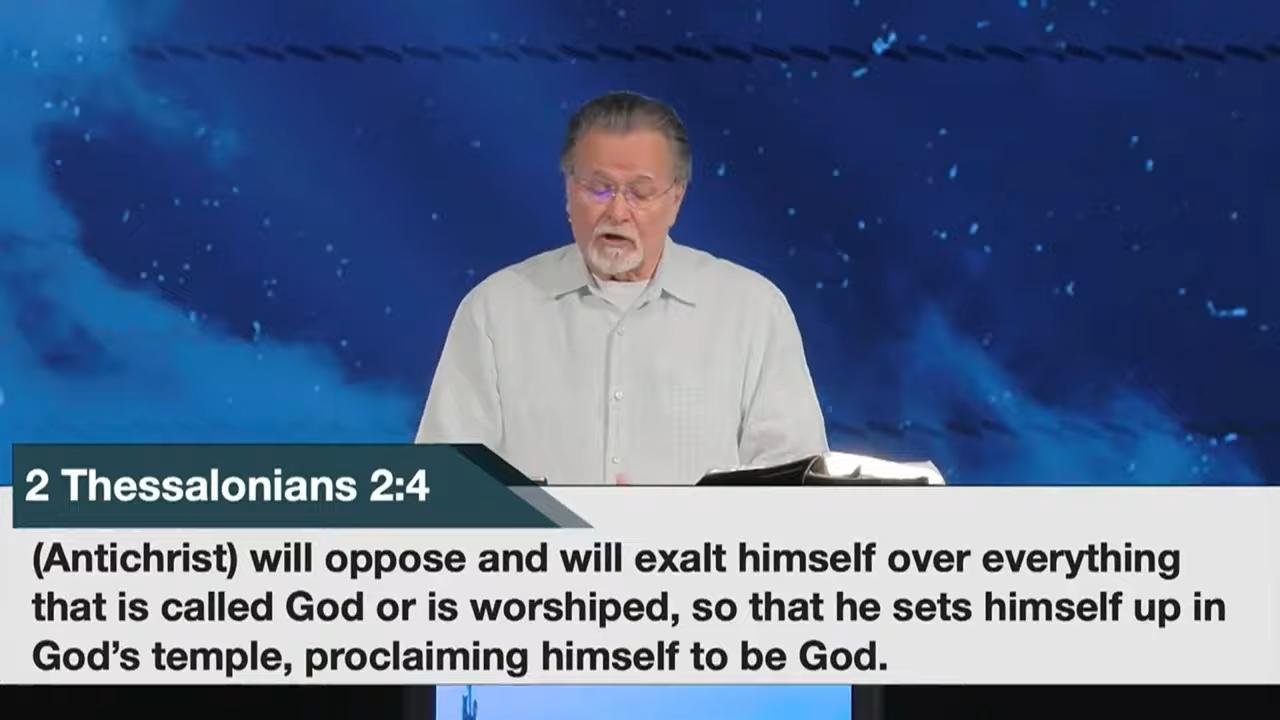 2 Thessalonians 2:4
(Antichrist) will oppose and will exalt himself over everything
that is called God or is worshiped, so that he sets himself up in
God’s temple, proclaiming himself to be God.